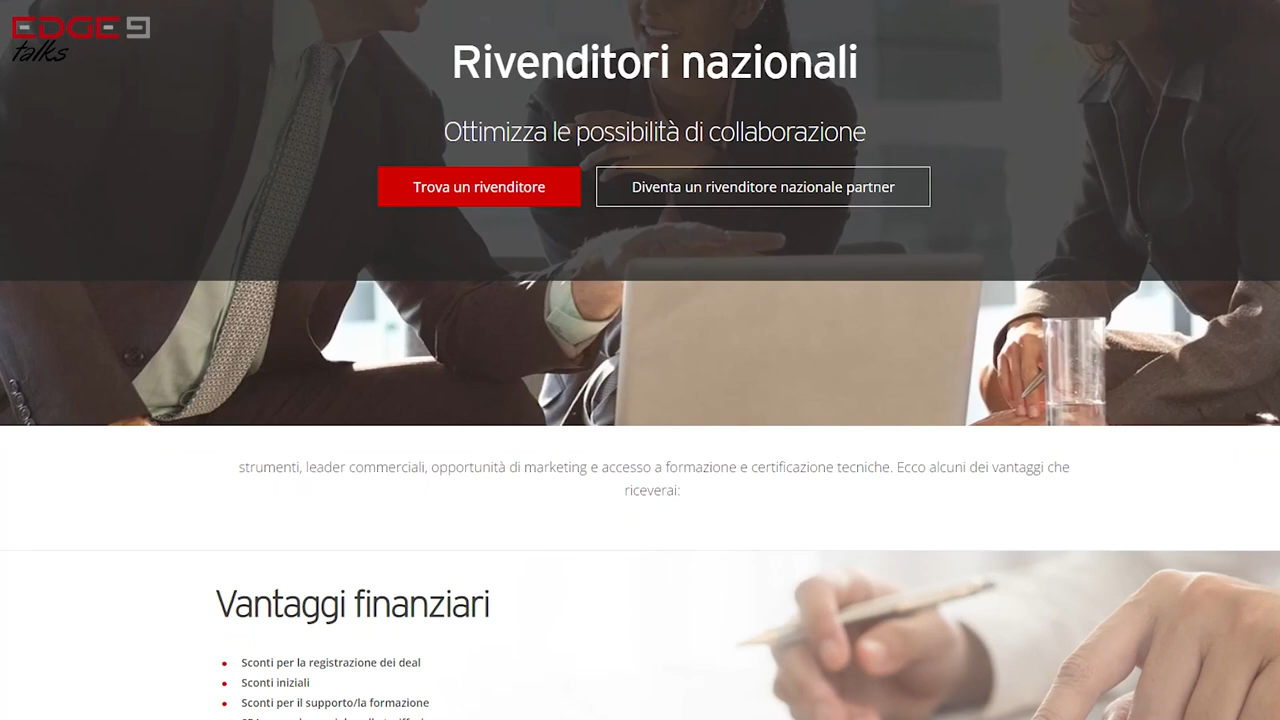 EDGE 9
talks
Rivenditori nazionali
Ottimizza le possibilità di collaborazione
Trova un rivenditore
Diventa un rivenditore nazionale partner
strumenti, leader commerciali, opportunità di marketing e accesso a formazione e certificazione tecniche. Ecco alcuni dei vantaggi che
riceverai:
Vantaggi finanziari
Sconti per la registrazione dei deal
Sconti iniziali
Sconti per il supporto/la formazione